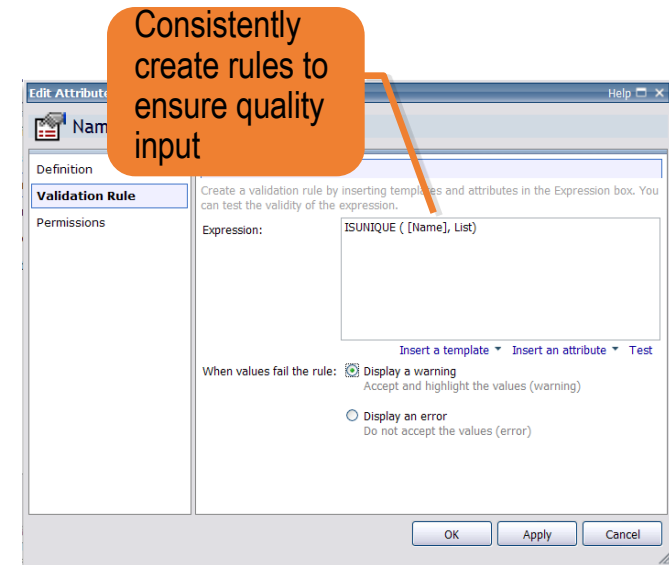 Consistently
create rules to
ensure quality
input
Edit Attribute
Help
Nam
Definition
Validation Rule
Permissions
Create a validation rule by inserting templates and attributes in the Expression box. You
can test the validity of the expression.
Expression:
ISUNIQUE ( [Name], List)
Insert a template Insert an attribute Test
When values fail the rule:
Display a warning
Accept and highlight the values (warning)
Display an error
Do not accept the values (error)
OK Apply Cancel